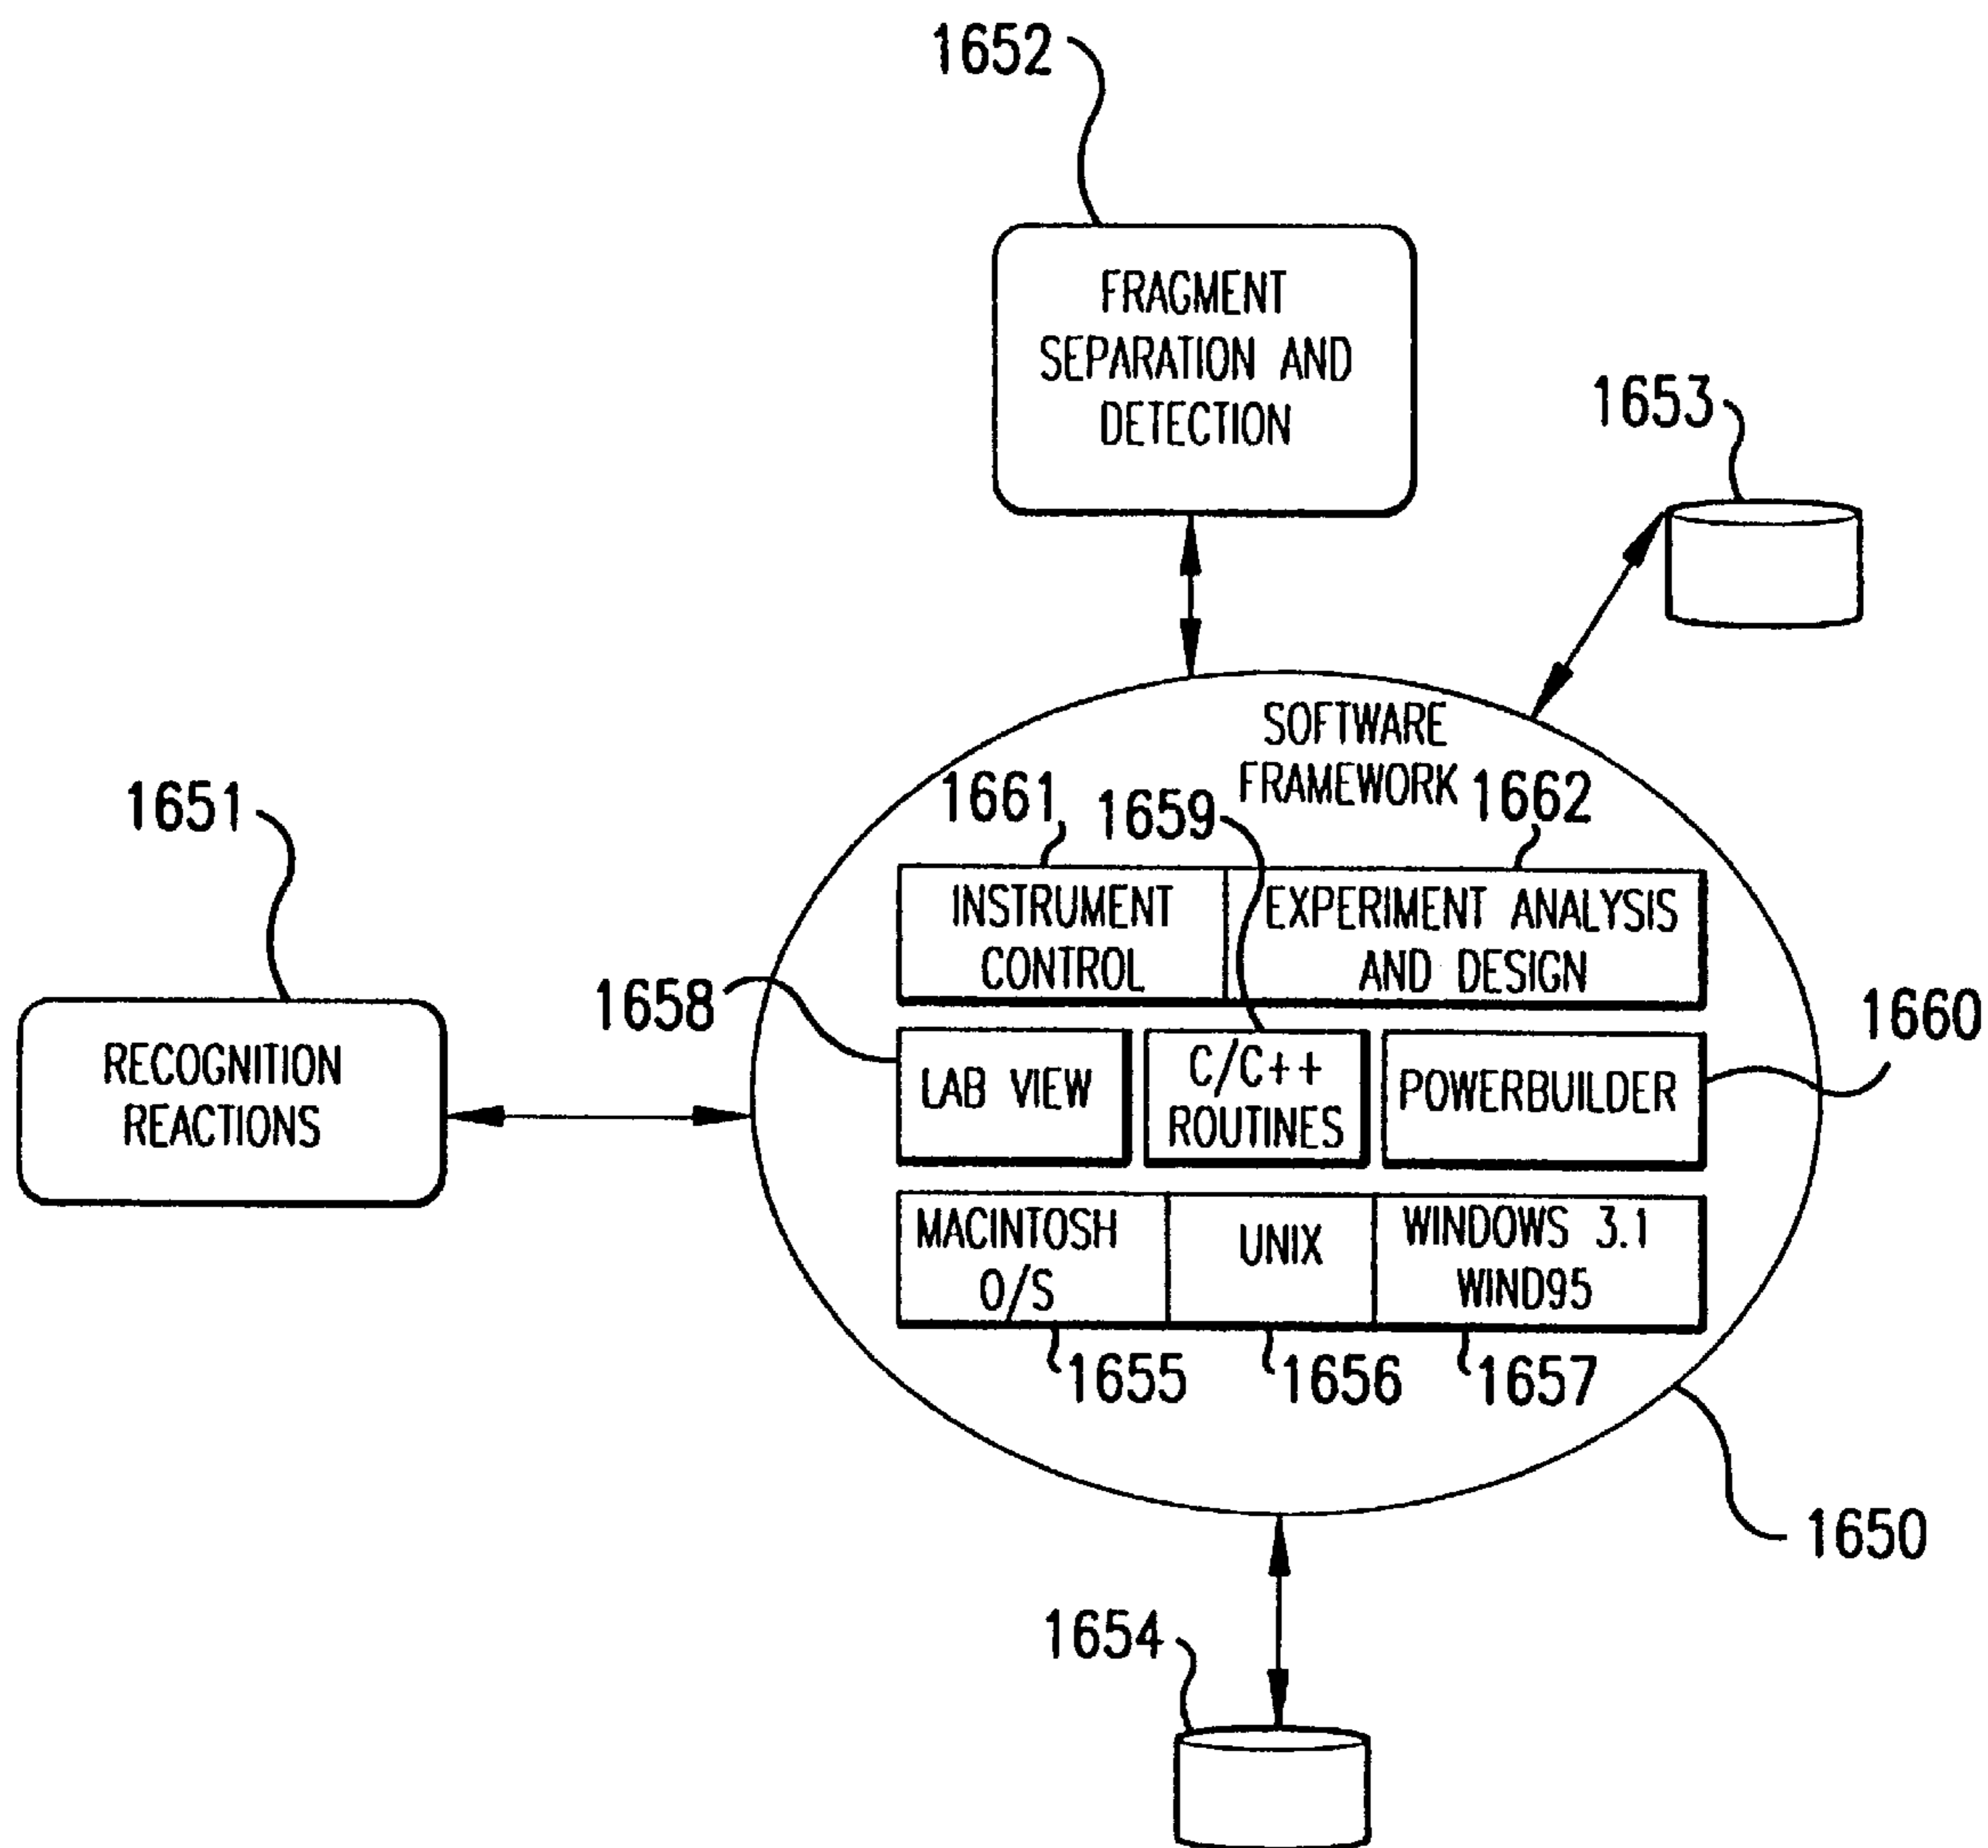 1652
FRAGMENT
SEPARATION AND
DETECTION
1653
SOFTWARE
FRAMEWORK
1661
1659
1662
1651
INSTRUMENT
CONTROL
EXPERIMENT ANALYSIS
AND DESIGN
1658
1660
RECOGNITION
REACTIONS
LAB VIEW
C/C++
ROUTINES
POWERBUILDER
MACINTOSH
O/S
UNIX
WINDOWS 3.1
WIND95
1655
1656
1657
1650
1654